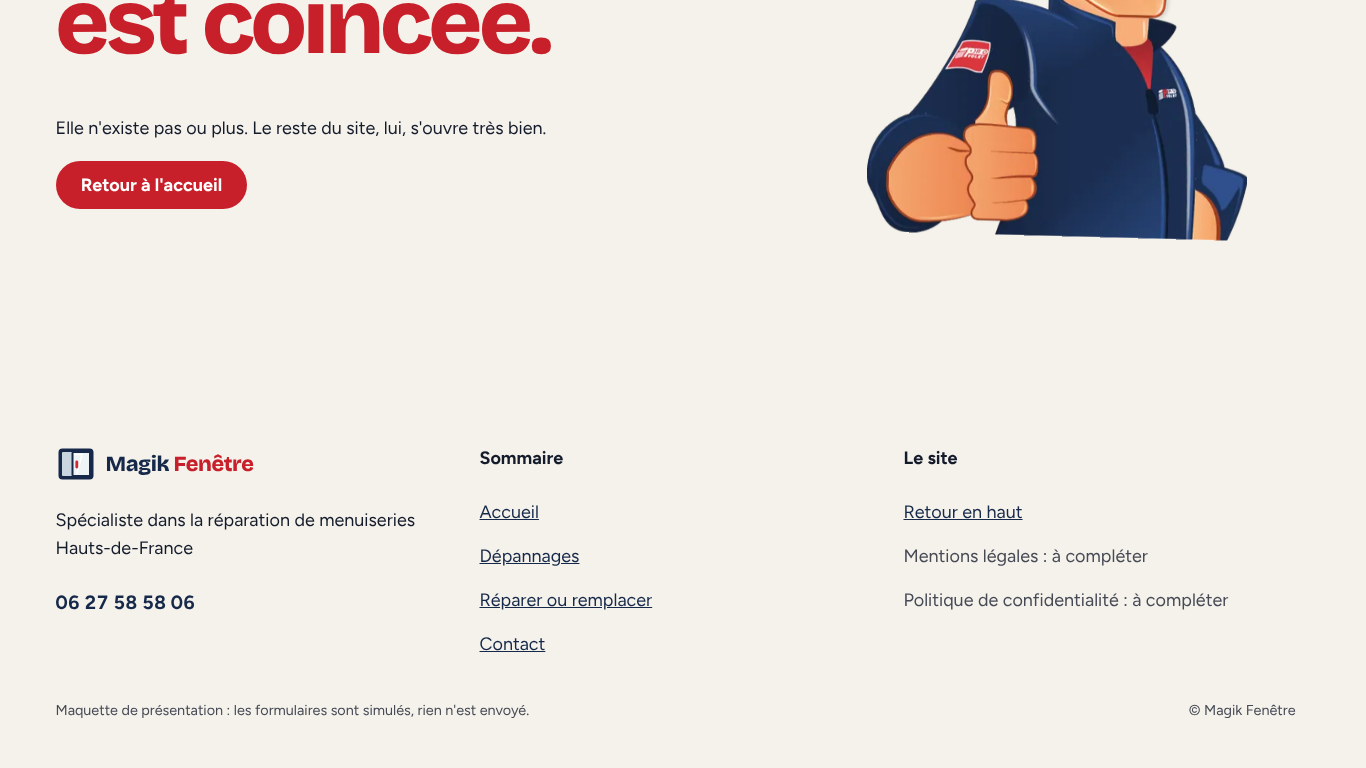 est coincée.
Elle n'existe pas ou plus. Le reste du site, lui, s'ouvre très bien.
Retour à l'accueil
Magik Fenêtre
Spécialiste dans la réparation de menuiseries
Hauts-de-France
06 27 58 58 06
Sommaire
Accueil
Dépannages
Réparer ou remplacer
Contact
Le site
Retour en haut
Mentions légales : à compléter
Politique de confidentialité : à compléter
Maquette de présentation : les formulaires sont simulés, rien n'est envoyé.
© Magik Fenêtre